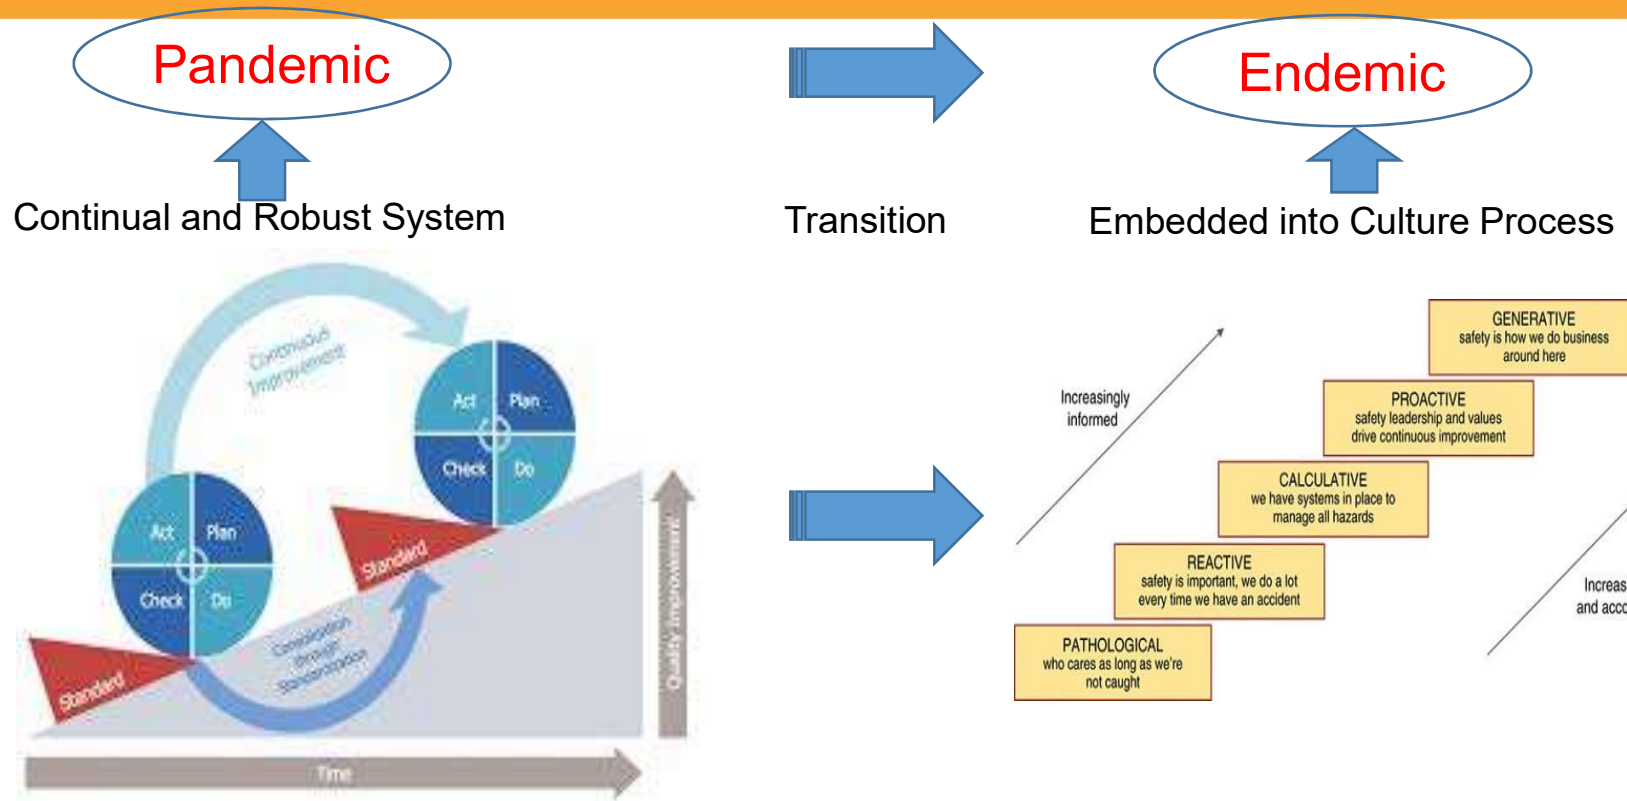 Pandemic
Endemic
Continual and Robust System
Transition
Embedded into Culture Process
Continuous
Improvement
Act
Plan
Check
Do
Standard
Act
Plan
Check
Do
Standard
Consolidation
through
Standardization
Quality Improvement
Time
Increasingly
informed
GENERATIVE
safety is how we do business
around here
PROACTIVE
safety leadership and values
drive continuous improvement
CALCULATIVE
we have systems in place to
manage all hazards
REACTIVE
safety is important, we do a lot
every time we have an accident
PATHOLOGICAL
who cares as long as we're
not caught
Increas
and acco